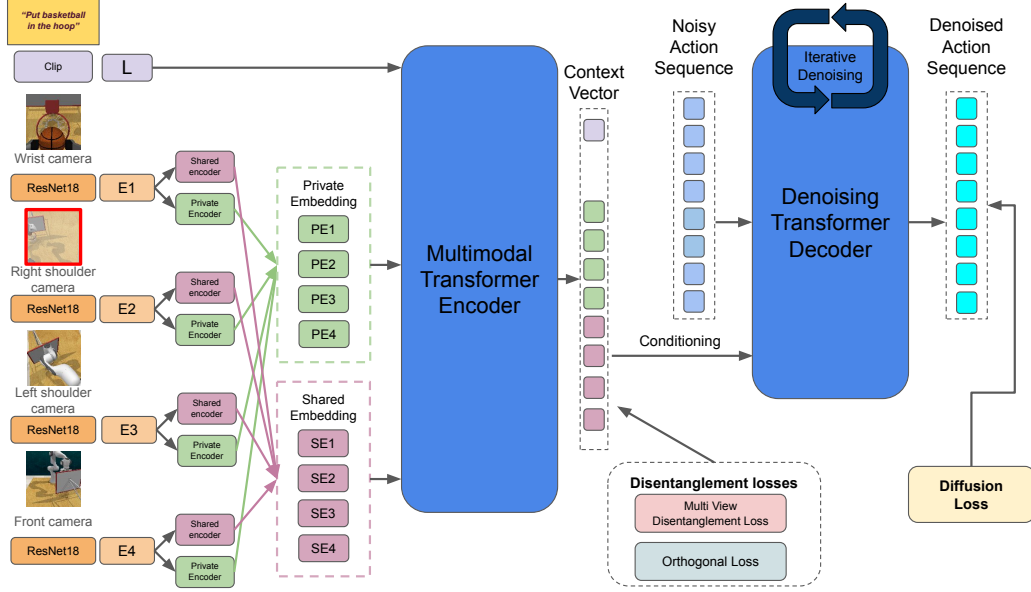 "Put basketball
in the hoop"
Clip
L
Wrist camera
ResNet18
E1
Shared
encoder
Private Encoder
Right shoulder
camera
ResNet18
E2
Shared
encoder
Private
Encoder
Left shoulder
camera
ResNet18
E3
Shared
encoder
Private
Encoder
Front camera
ResNet18
E4
Shared
encoder
Private
Encoder
Private
Embedding
PE1
PE2
PE3
PE4
Shared
Embedding
SE1
SE2
SE3
SE4
Multimodal
Transformer
Encoder
Context
Vector
Noisy
Action
Sequence
Conditioning
Iterative
Denoising
Denoising
Transformer
Decoder
Denoised
Action
Sequence
Disentanglement losses
Multi View
Disentanglement Loss
Orthogonal Loss
Diffusion
Loss